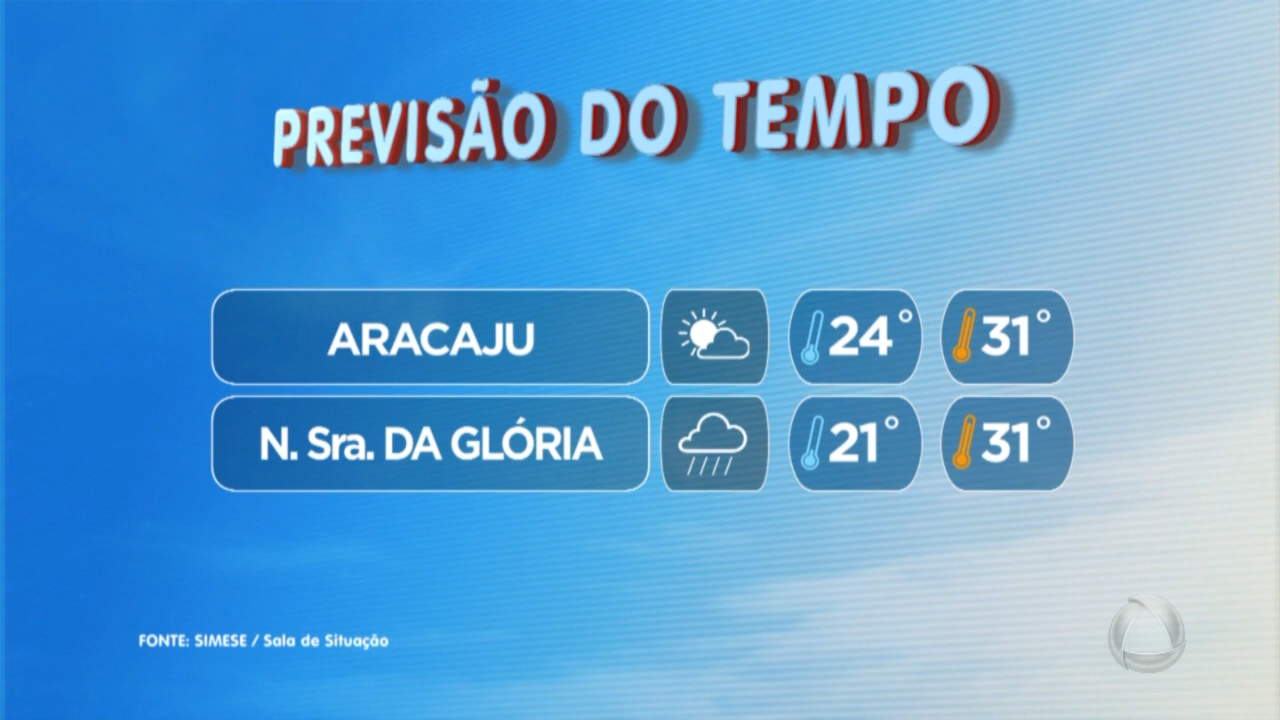 PREVISÃO DO TEMPO
ARACAJU 24° 31°
N. Sra. DA GLÓRIA 21° 31°
FONTE: SIMESE / Sala de Situação